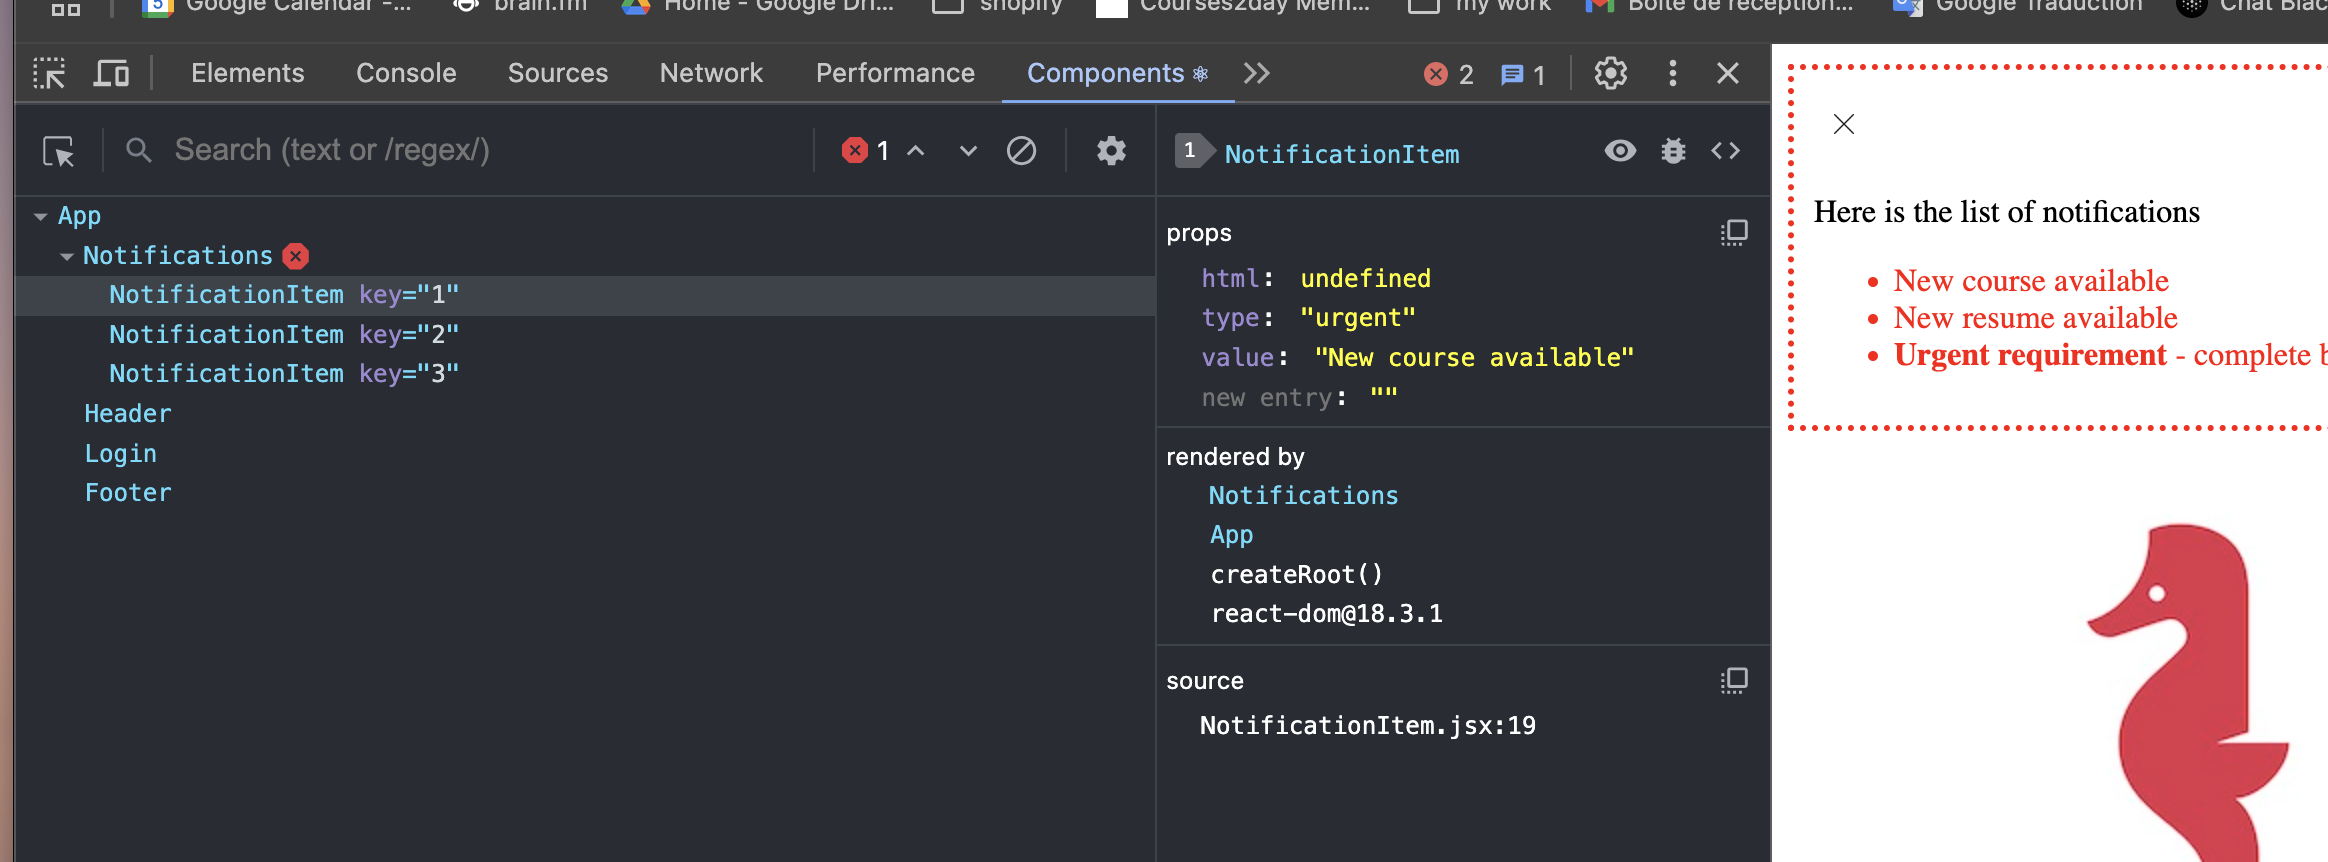 Google Calendar -...
brain.fm
Home - Google Dri...
shopify
Courses2day Mem...
my work
Boîte de réception...
Google Traduction
Chat Blac
Elements
Console
Sources
Network
Performance
Components
2
1
Search (text or /regex/)
1
1
NotificationItem
App
Notifications
NotificationItem key="1"
NotificationItem key="2"
NotificationItem key="3"
Header
Login
Footer
props
html: undefined
type: "urgent"
value: "New course available"
new entry: ""
rendered by
Notifications
App
createRoot()
react-dom@18.3.1
source
NotificationItem.jsx:19
Here is the list of notifications
New course available
New resume available
Urgent requirement - complete b